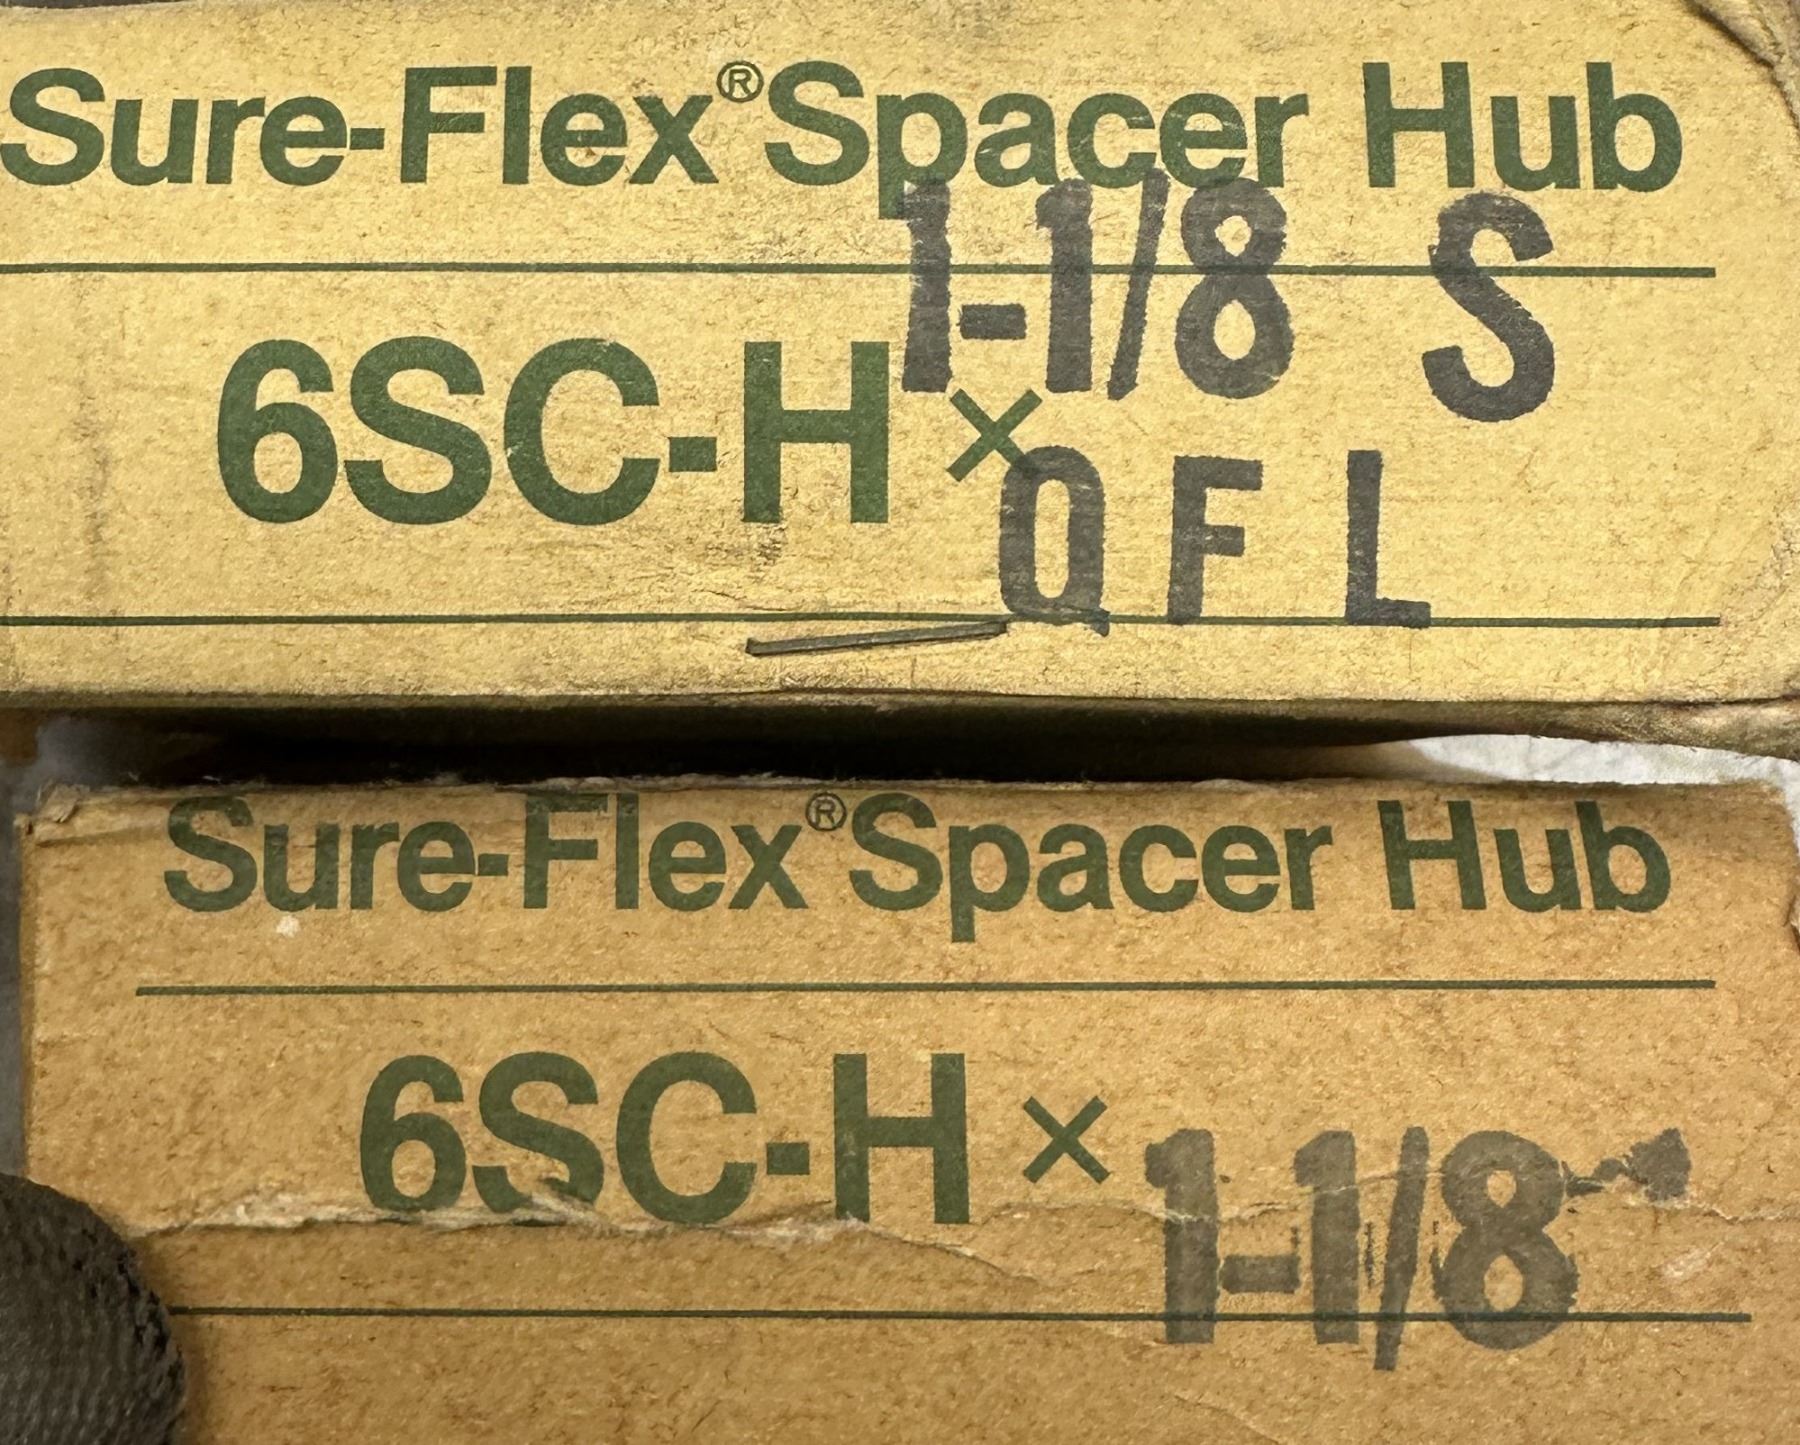 Sure-Flex® Spacer Hub
1-1/8 S
6SC-H ×
QFL
Sure-Flex® Spacer Hub
6SC-H × 1-1/8